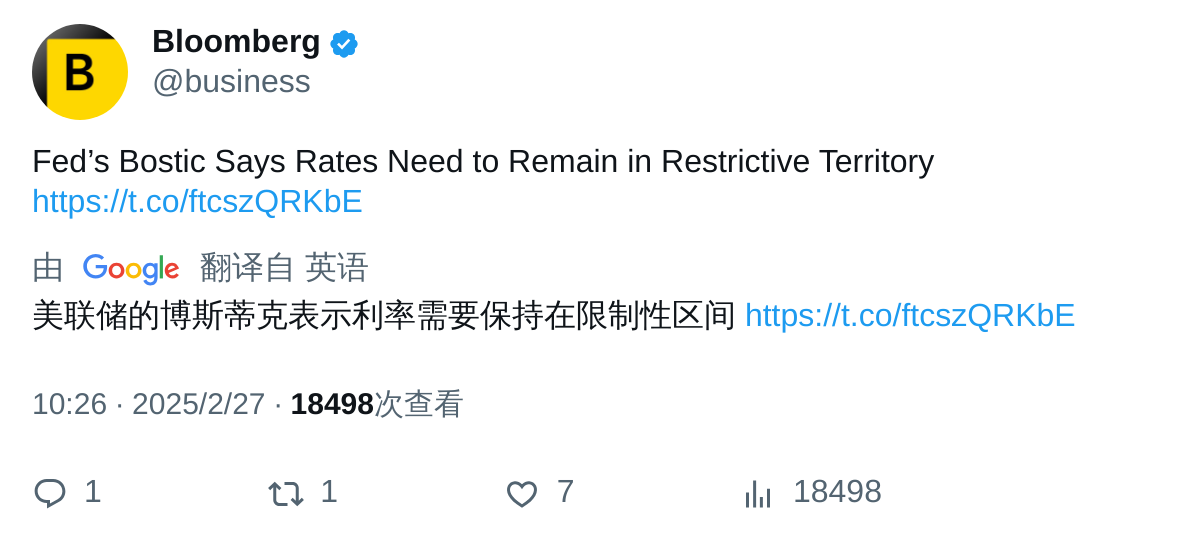 B
Bloomberg
@business
Fed’s Bostic Says Rates Need to Remain in Restrictive Territory
https://t.co/ftcszQRKbE
由 Google 翻译自 英语
美联储的博斯蒂克表示利率需要保持在限制性区间 https://t.co/ftcszQRKbE
10:26 · 2025/2/27 · 18498次查看
1 1 7 18498